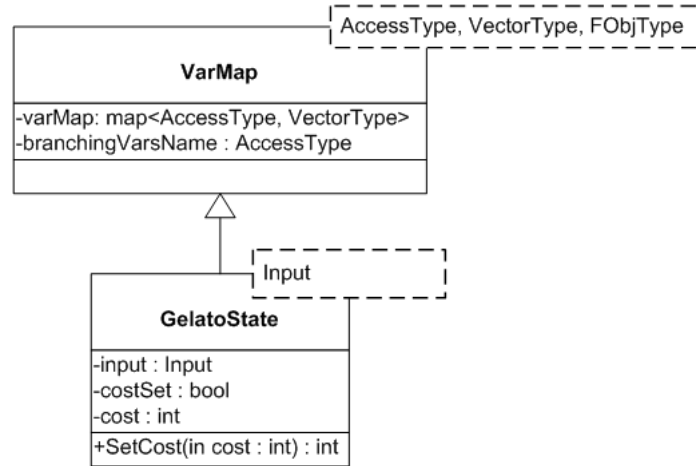 AccessType, VectorType, FObjType
VarMap
-varMap: map<AccessType, VectorType>
-branchingVarsName : AccessType
Input
GelatoState
-input : Input
-costSet : bool
-cost : int
+SetCost(in cost : int) : int